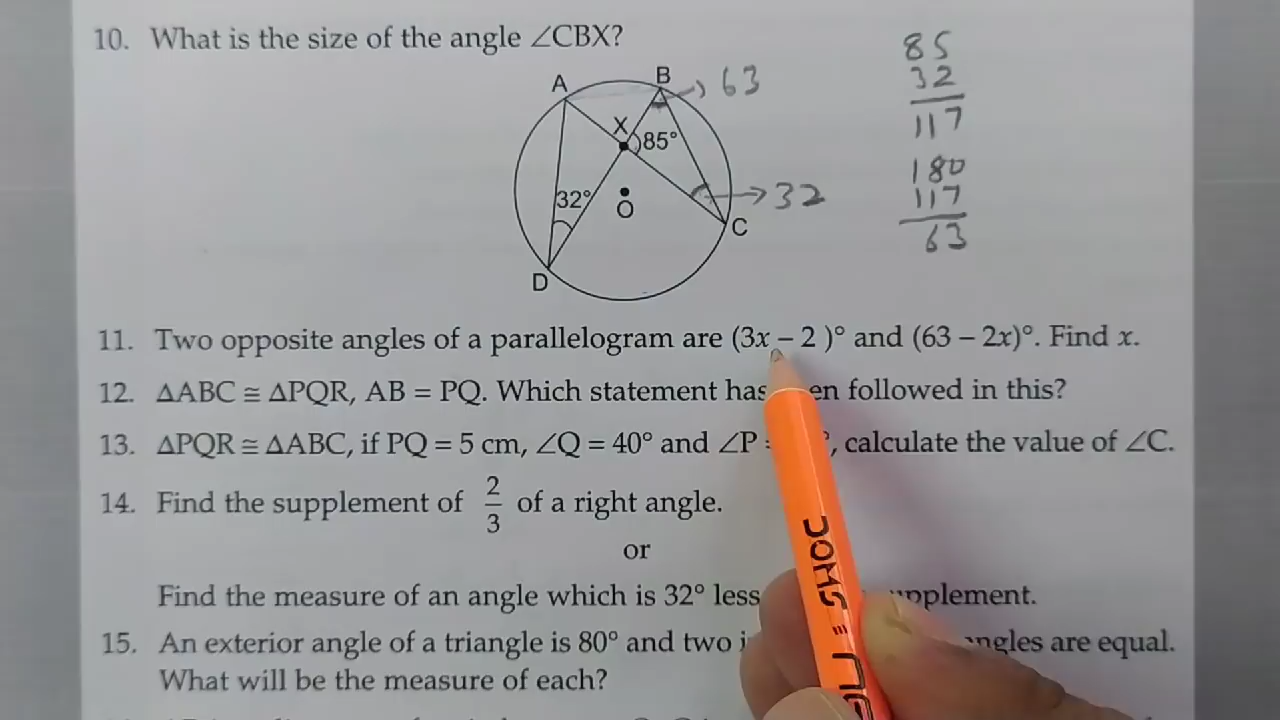 10. What is the size of the angle ∠CBX?
A
B
63
X
85°
32°
O
32
C
D
85
32
117
180
117
63
11. Two opposite angles of a parallelogram are (3x – 2 )° and (63 – 2x)°. Find x.
12. ΔABC ≅ ΔPQR, AB = PQ. Which statement has followed in this?
13. ΔPQR ≅ ΔABC, if PQ = 5 cm, ∠Q = 40° and ∠P = °, calculate the value of ∠C.
14. Find the supplement of 2/3 of a right angle.
or
Find the measure of an angle which is 32° less
15. An exterior angle of a triangle is 80° and two are equal.
What will be the measure of each?
DOMS